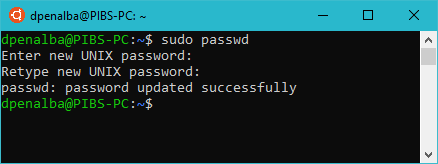 dpenalba@PIBS-PC: ~
dpenalba@PIBS-PC:~$ sudo passwd
Enter new UNIX password:
Retype new UNIX password:
passwd: password updated successfully
dpenalba@PIBS-PC:~$